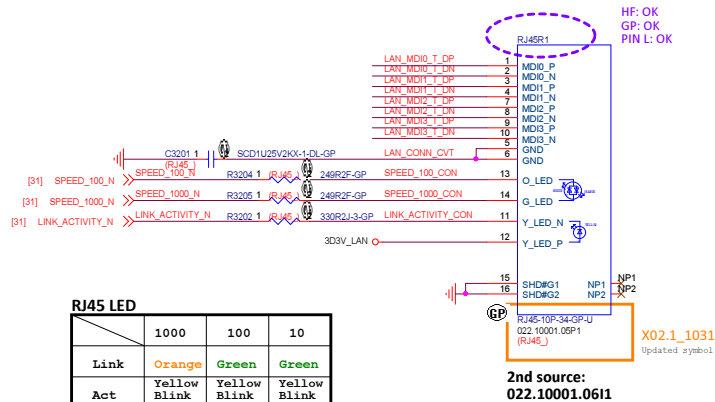 HF: OK
GP: OK
PIN L: OK
RJ45R1
LAN_MDI0_T_DP 1 MDI0_P
LAN_MDI0_T_DN 2 MDI0_N
LAN_MDI1_T_DP 3 MDI1_P
LAN_MDI1_T_DN 4 MDI1_N
LAN_MDI2_T_DP 7 MDI2_P
LAN_MDI2_T_DN 8 MDI2_N
LAN_MDI3_T_DP 9 MDI3_P
LAN_MDI3_T_DN 10 MDI3_N
5 GND
C3201 1 SCD1U25V2KX-1-DL-GP LAN_CONN_CVT 6 GND
(RJ45_)
[31] SPEED_100_N SPEED_100_N R3204 1 (RJ45_) 249R2F-GP SPEED_100_CON 13 O_LED
[31] SPEED_1000_N SPEED_1000_N R3205 1 (RJ45_) 249R2F-GP SPEED_1000_CON 14 G_LED
[31] LINK_ACTIVITY_N LINK_ACTIVITY_N R3202 1 (RJ45_) 330R2J-3-GP LINK_ACTIVITY_CON 11 Y_LED_N
3D3V_LAN 12 Y_LED_P
15 SHD#G1 NP1 NP1
16 SHD#G2 NP2 NP2
GP
RJ45-10P-34-GP-U
022.10001.05P1
(RJ45_)
X02.1_1031
Updated symbol
2nd source:
022.10001.06I1
RJ45 LED
1000 100 10
Link Orange Green Green
Act Yellow Blink Yellow Blink Yellow Blink